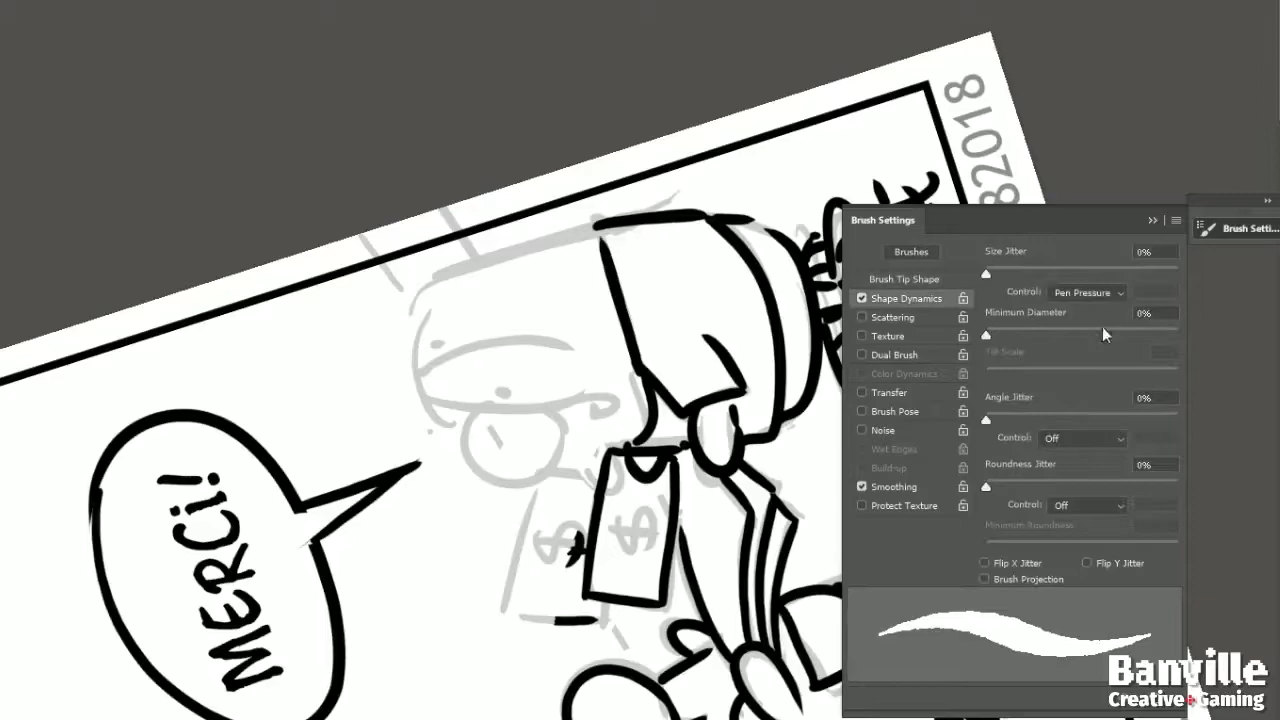 82018
MERCi!
$
$
Brush Settings
Brush Setti...
Brushes
Brush Tip Shape
Shape Dynamics
Scattering
Texture
Dual Brush
Color Dynamics
Transfer
Brush Pose
Noise
Wet Edges
Build-up
Smoothing
Protect Texture
Size Jitter 0%
Control: Pen Pressure
Minimum Diameter 0%
Tilt Scale
Angle Jitter 0%
Control: Off
Roundness Jitter 0%
Control: Off
Minimum Roundness
Flip X Jitter Flip Y Jitter
Brush Projection
Banville
Creative+Gaming